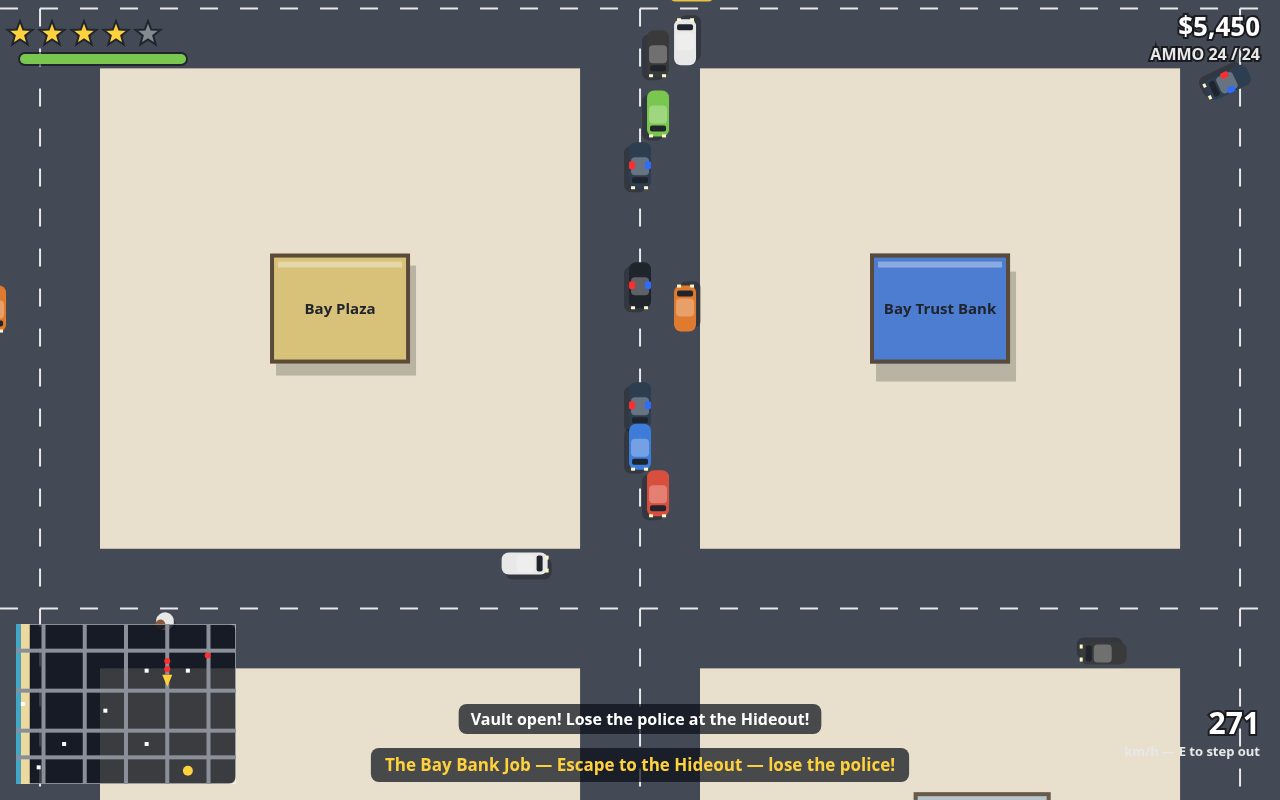 $5,450
AMMO 24 / 24
Bay Plaza
Bay Trust Bank
Vault open! Lose the police at the Hideout!
The Bay Bank Job — Escape to the Hideout — lose the police!
271
km/h — E to step out